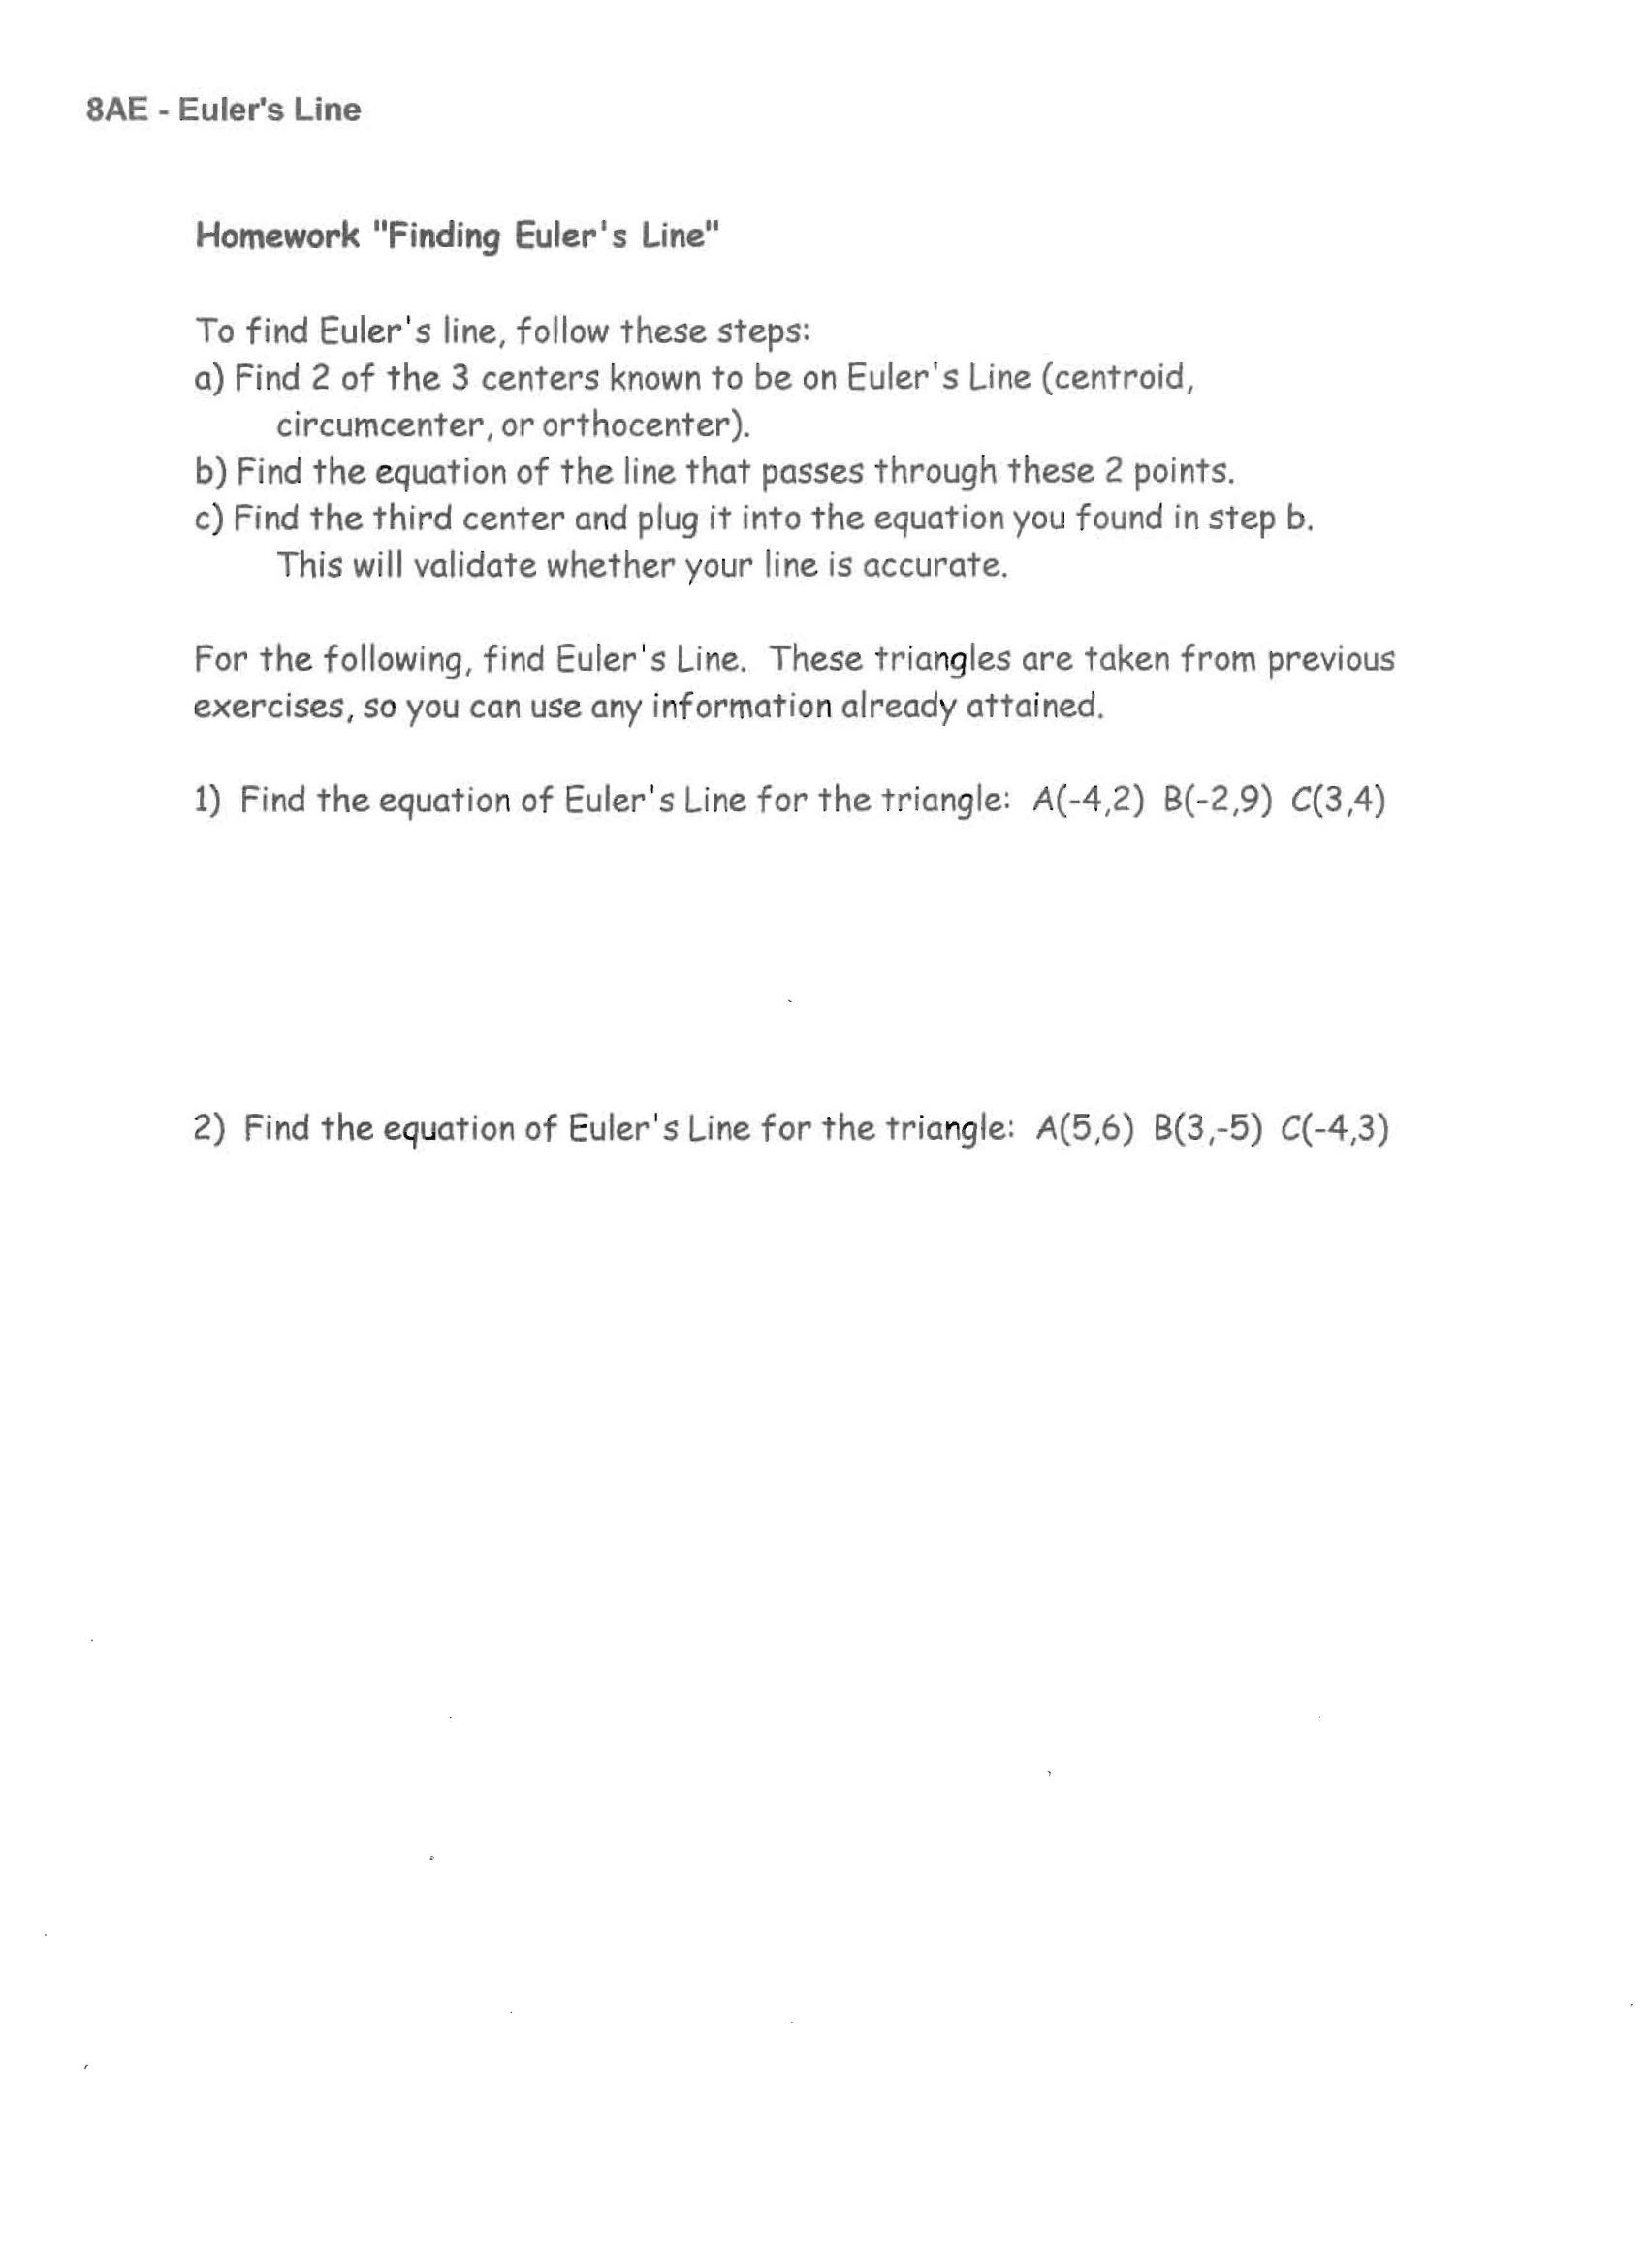 8AE - Euler's Line
Homework "Finding Euler's Line"
To find Euler's line, follow these steps:
a) Find 2 of the 3 centers known to be on Euler's Line (centroid,
circumcenter, or orthocenter).
b) Find the equation of the line that passes through these 2 points.
c) Find the third center and plug it into the equation you found in step b.
This will validate whether your line is accurate.
For the following, find Euler's Line. These triangles are taken from previous
exercises, so you can use any information already attained.
1) Find the equation of Euler's Line for the triangle: A(-4,2) B(-2,9) C(3,4)
2) Find the equation of Euler's Line for the triangle: A(5,6) B(3,-5) C(-4,3)